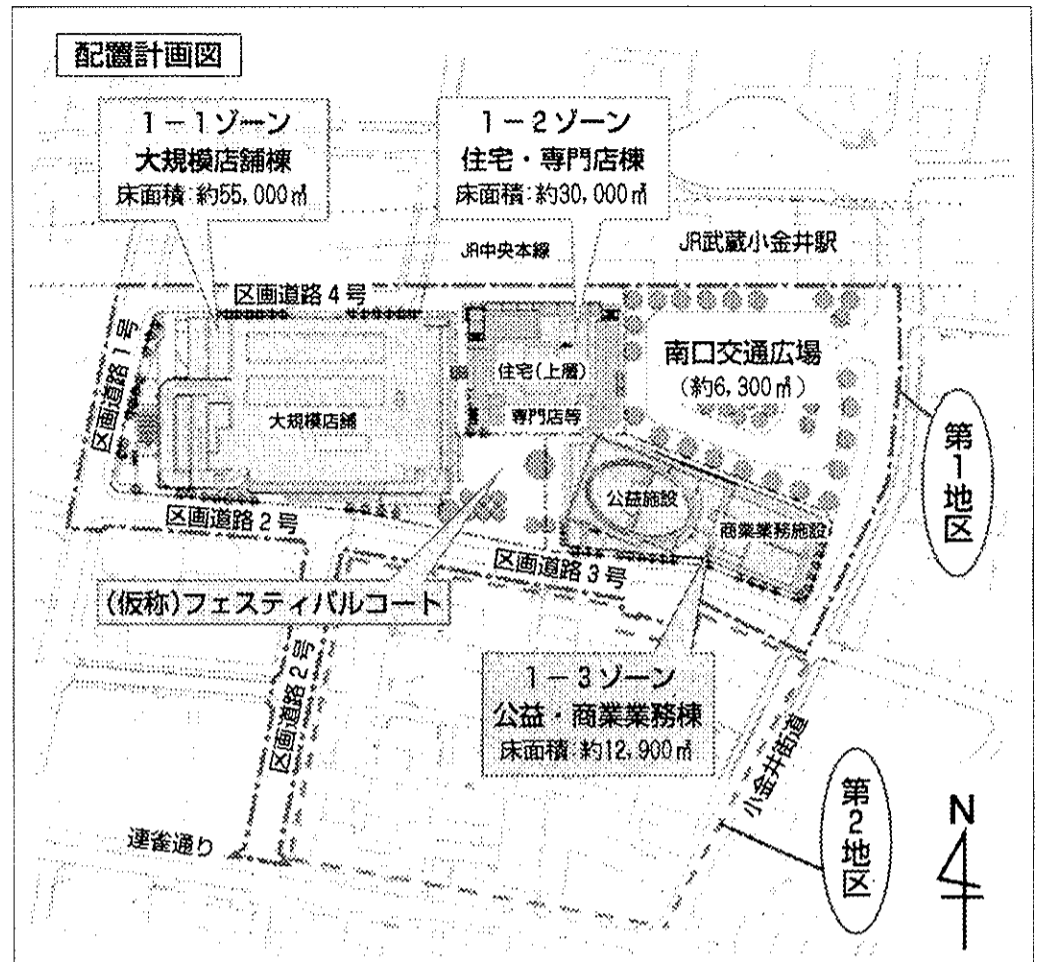 配置計画図
1－1ゾーン
大規模店舗棟
床面積:約55,000㎡
1－2ゾーン
住宅・専門店棟
床面積:約30,000㎡
JR中央本線
JR武蔵小金井駅
区画道路4号
区画道路1号
南口交通広場
(約6,300㎡)
住宅(上層)
専門店等
大規模店舗
第1地区
公益施設
商業業務施設
区画道路2号
区画道路3号
(仮称)フェスティバルコート
区画道路2号
1－3ゾーン
公益・商業業務棟
床面積:約12,900㎡
小金井街道
第2地区
連雀通り
N